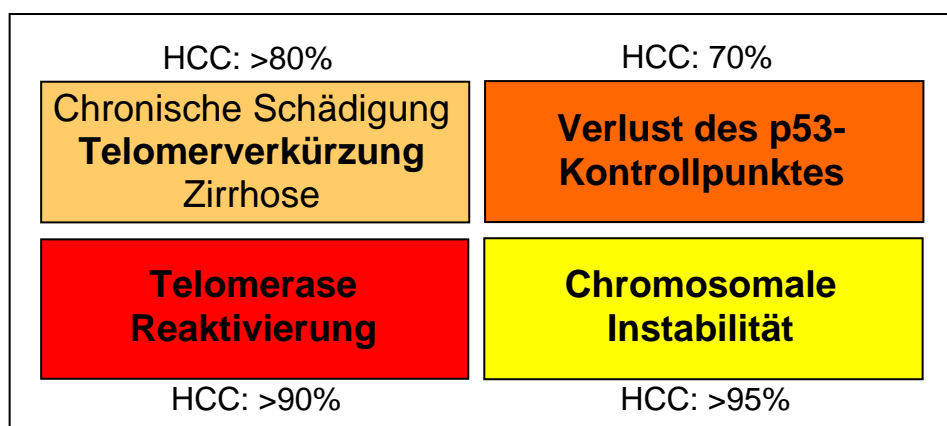 HCC: >80%
Chronische Schädigung
Telomerverkürzung
Zirrhose
HCC: 70%
Verlust des p53-
Kontrollpunktes
Telomerase
Reaktivierung
HCC: >90%
Chromosomale
Instabilität
HCC: >95%